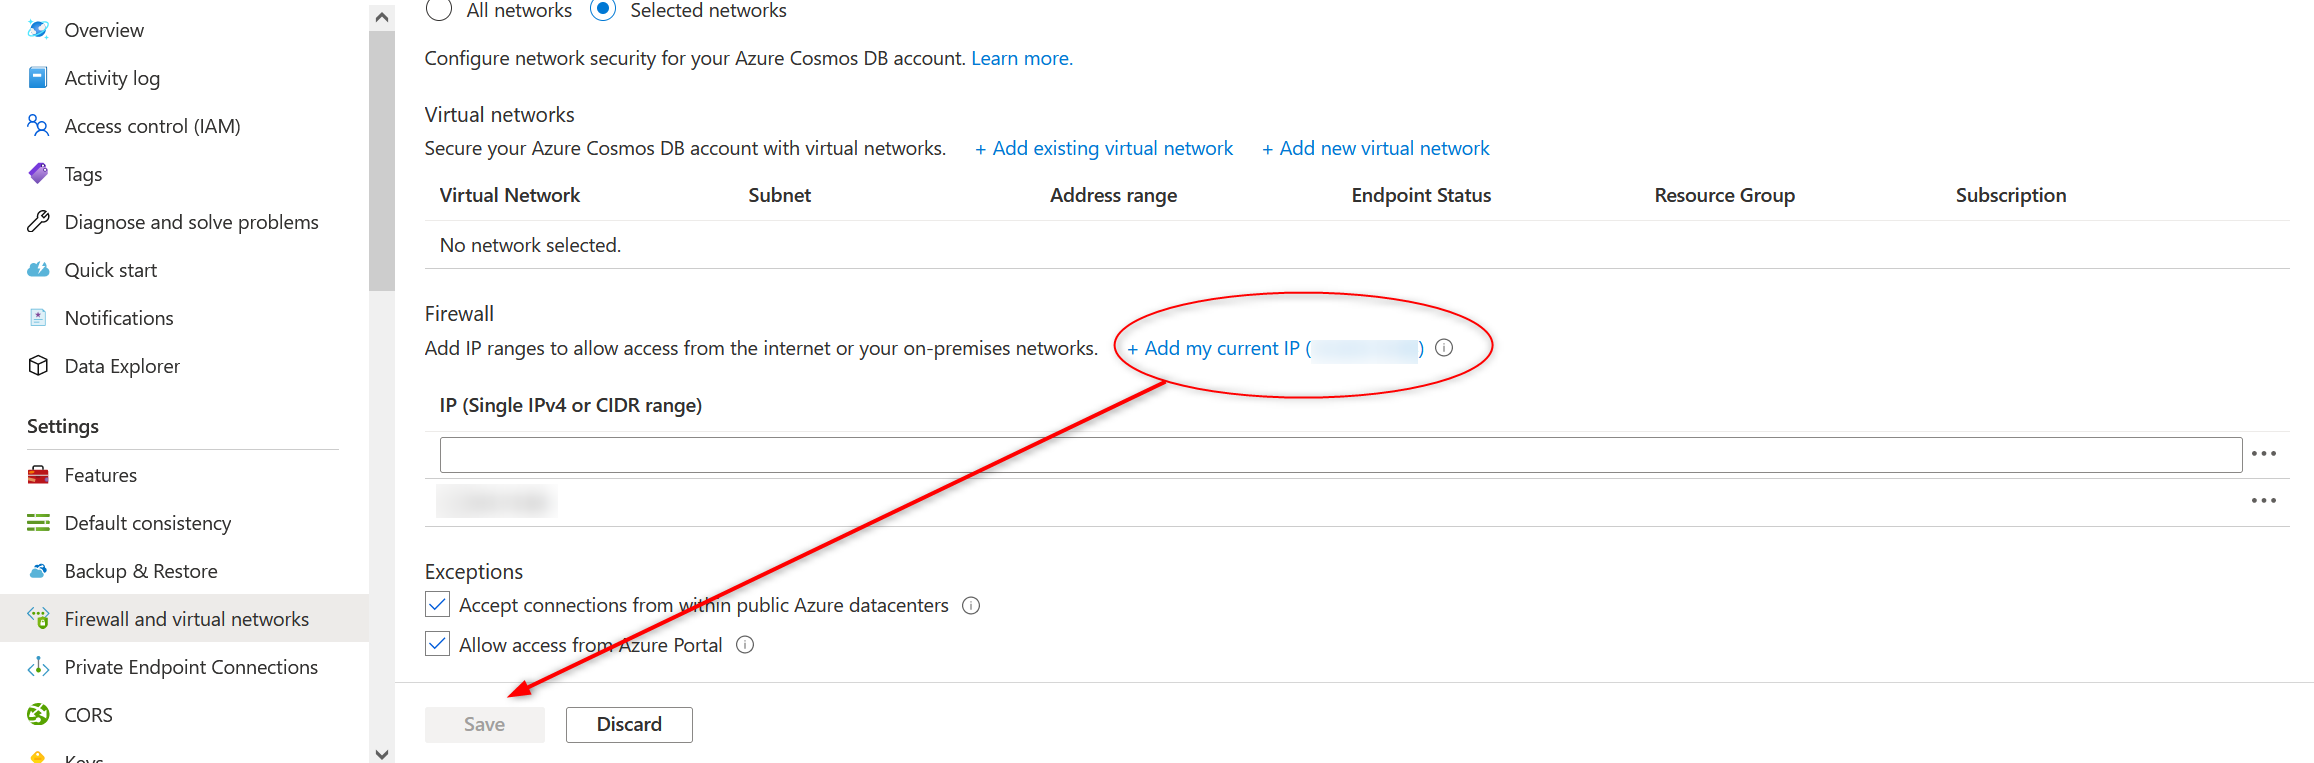 Overview
Activity log
Access control (IAM)
Tags
Diagnose and solve problems
Quick start
Notifications
Data Explorer
Settings
Features
Default consistency
Backup & Restore
Firewall and virtual networks
Private Endpoint Connections
CORS
Keys
All networks Selected networks
Configure network security for your Azure Cosmos DB account. Learn more.
Virtual networks
Secure your Azure Cosmos DB account with virtual networks. + Add existing virtual network + Add new virtual network
Virtual Network Subnet Address range Endpoint Status Resource Group Subscription
No network selected.
Firewall
Add IP ranges to allow access from the internet or your on-premises networks. + Add my current IP ( )
IP (Single IPv4 or CIDR range)
Exceptions
Accept connections from within public Azure datacenters
Allow access from Azure Portal
Save Discard